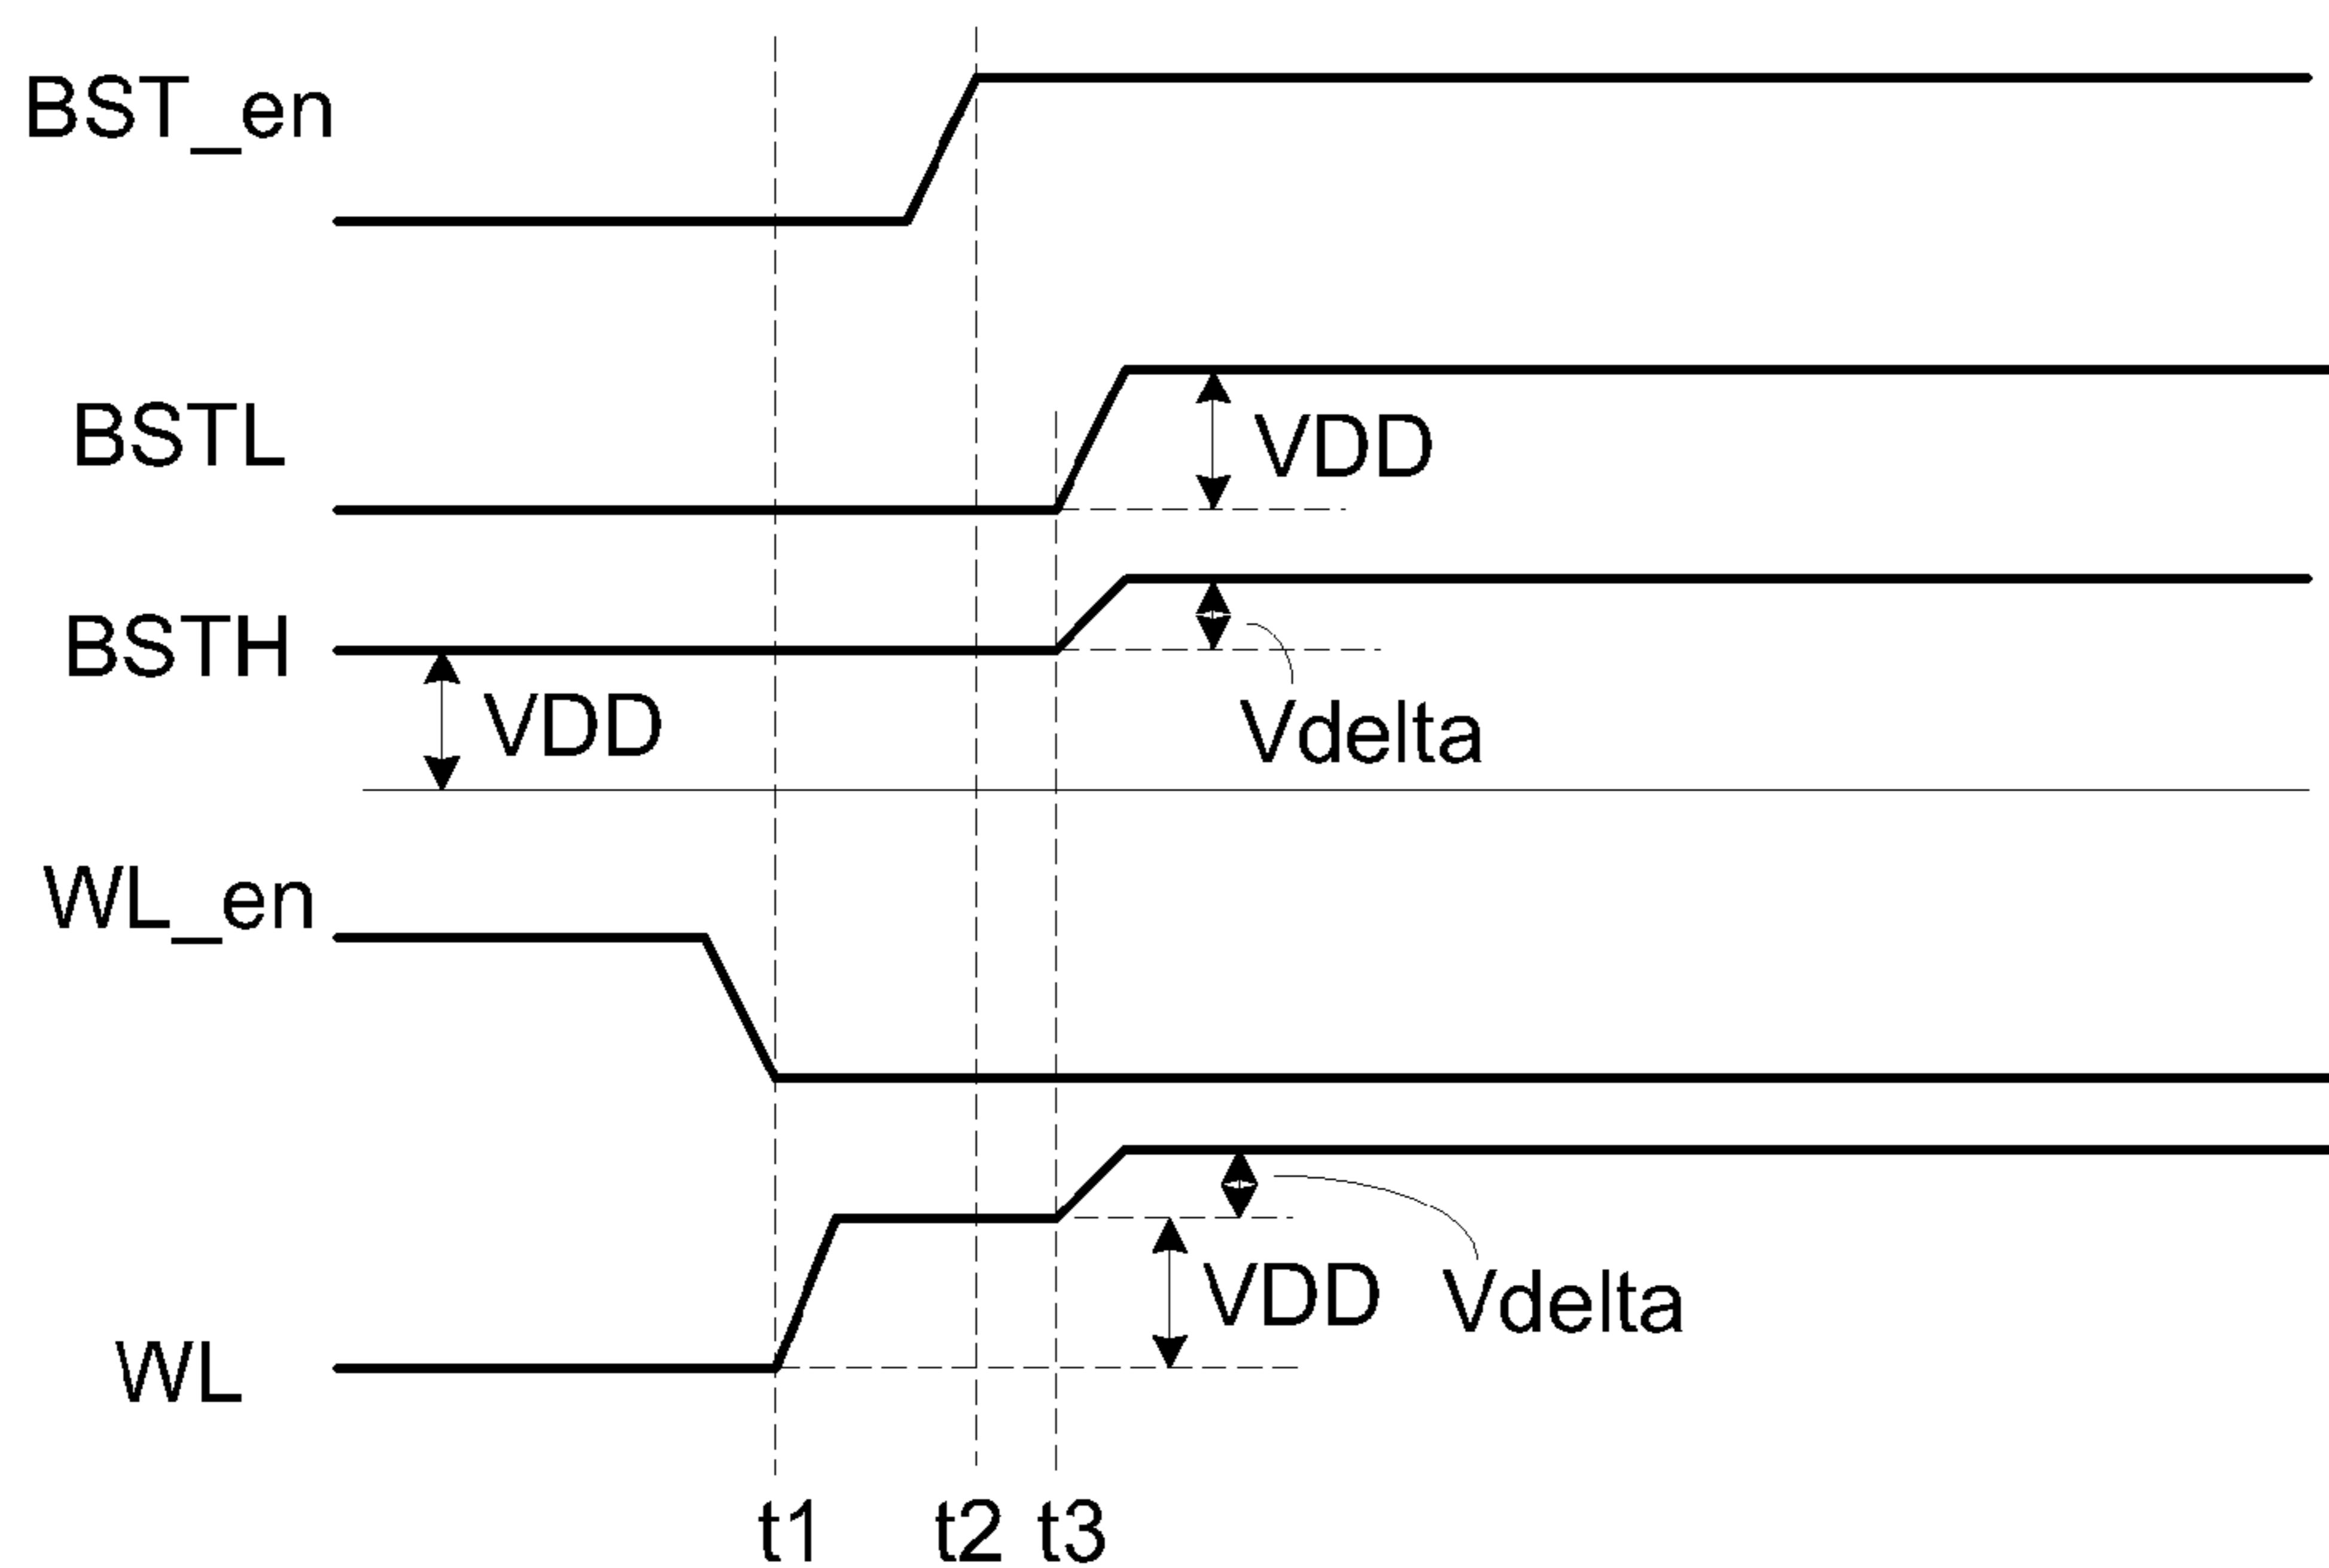 BST_en
BSTL
VDD
BSTH
VDD
Vdelta
WL_en
WL
VDD
Vdelta
t1 t2 t3